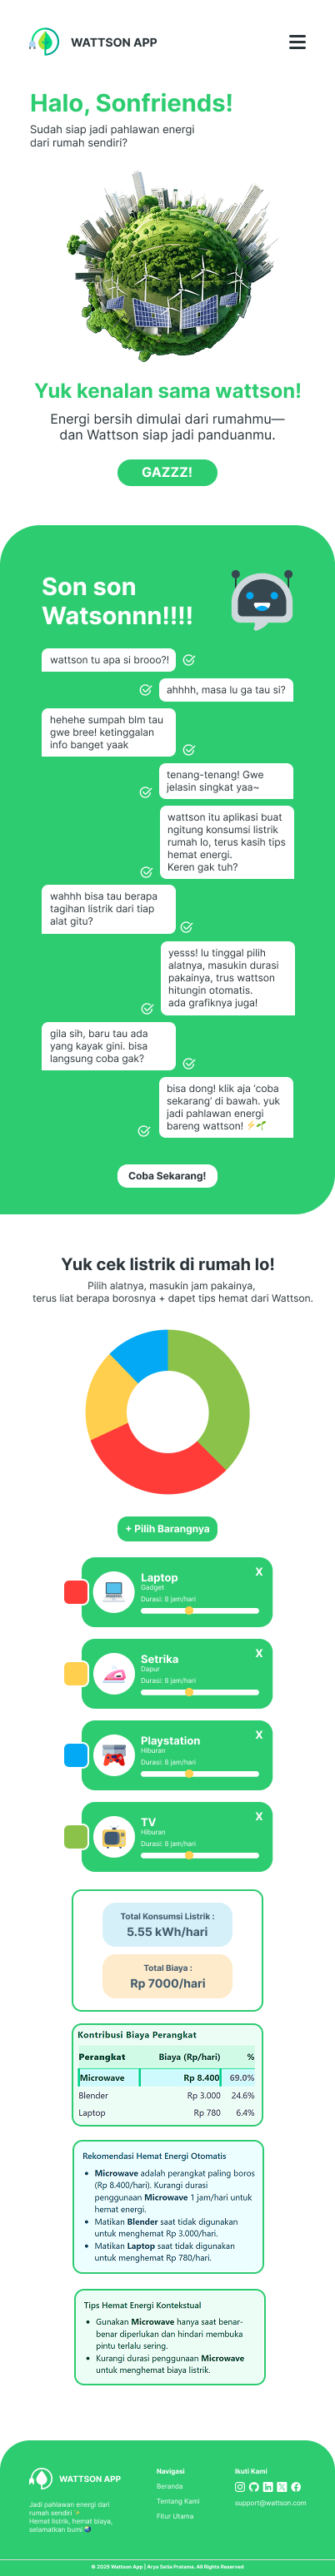 WATTSON APP
Halo, Sonfriends!
Sudah siap jadi pahlawan energi
dari rumah sendiri?
Yuk kenalan sama wattson!
Energi bersih dimulai dari rumahmu—
dan Wattson siap jadi panduanmu.
GAZZZ!
Son son
Watsonnn!!!!
wattson tu apa si brooo?!
ahhhh, masa lu ga tau si?
hehehe sumpah blm tau
gwe bree! ketinggalan
info banget yaak
tenang-tenang! Gwe
jelasin singkat yaa~
wattson itu aplikasi buat
ngitung konsumsi listrik
rumah lo, terus kasih tips
hemat energi.
Keren gak tuh?
wahhh bisa tau berapa
tagihan listrik dari tiap
alat gitu?
yesss! lu tinggal pilih
alatnya, masukin durasi
pakainya, trus wattson
hitungin otomatis.
ada grafiknya juga!
gila sih, baru tau ada
yang kayak gini. bisa
langsung coba gak?
bisa dong! klik aja ‘coba
sekarang’ di bawah. yuk
jadi pahlawan energi
bareng wattson! ⚡🌱
Coba Sekarang!
Yuk cek listrik di rumah lo!
Pilih alatnya, masukin jam pakainya,
terus liat berapa borosnya + dapet tips hemat dari Wattson.
+ Pilih Barangnya
Laptop X
Gadget
Durasi: 8 jam/hari
Setrika X
Dapur
Durasi: 8 jam/hari
Playstation X
Hiburan
Durasi: 8 jam/hari
TV X
Hiburan
Durasi: 8 jam/hari
Total Konsumsi Listrik :
5.55 kWh/hari
Total Biaya :
Rp 7000/hari
Kontribusi Biaya Perangkat
Perangkat Biaya (Rp/hari) %
Microwave Rp 8.400 69.0%
Blender Rp 3.000 24.6%
Laptop Rp 780 6.4%
Rekomendasi Hemat Energi Otomatis
• Microwave adalah perangkat paling boros
(Rp 8.400/hari). Kurangi durasi
penggunaan Microwave 1 jam/hari untuk
hemat energi.
• Matikan Blender saat tidak digunakan
untuk menghemat Rp 3.000/hari.
• Matikan Laptop saat tidak digunakan
untuk menghemat Rp 780/hari.
Tips Hemat Energi Kontekstual
• Gunakan Microwave hanya saat benar-
benar diperlukan dan hindari membuka
pintu terlalu sering.
• Kurangi durasi penggunaan Microwave
untuk menghemat biaya listrik.
WATTSON APP
Jadi pahlawan energi dari
rumah sendiri ✨
Hemat listrik, hemat biaya,
selamatkan bumi 🌏
Navigasi
Beranda
Tentang Kami
Fitur Utama
Ikuti Kami
support@wattson.com
© 2025 Wattson App | Arya Setia Pratama. All Rights Reserved